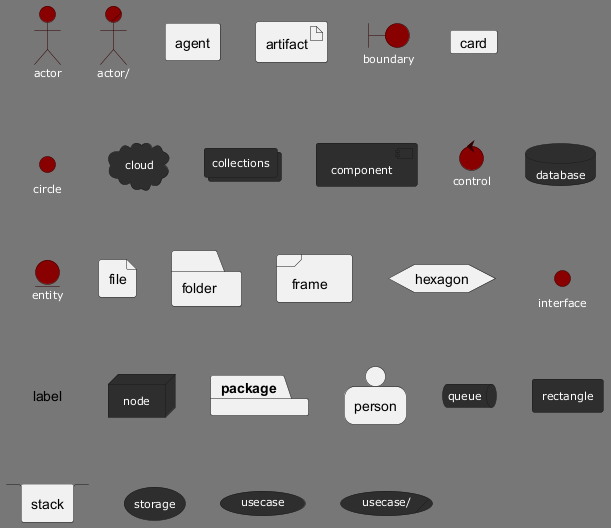 actor
actor/
agent
artifact
boundary
card
circle
cloud
collections
component
control
database
entity
file
folder
frame
hexagon
interface
label
node
package
person
queue
rectangle
stack
storage
usecase
usecase/